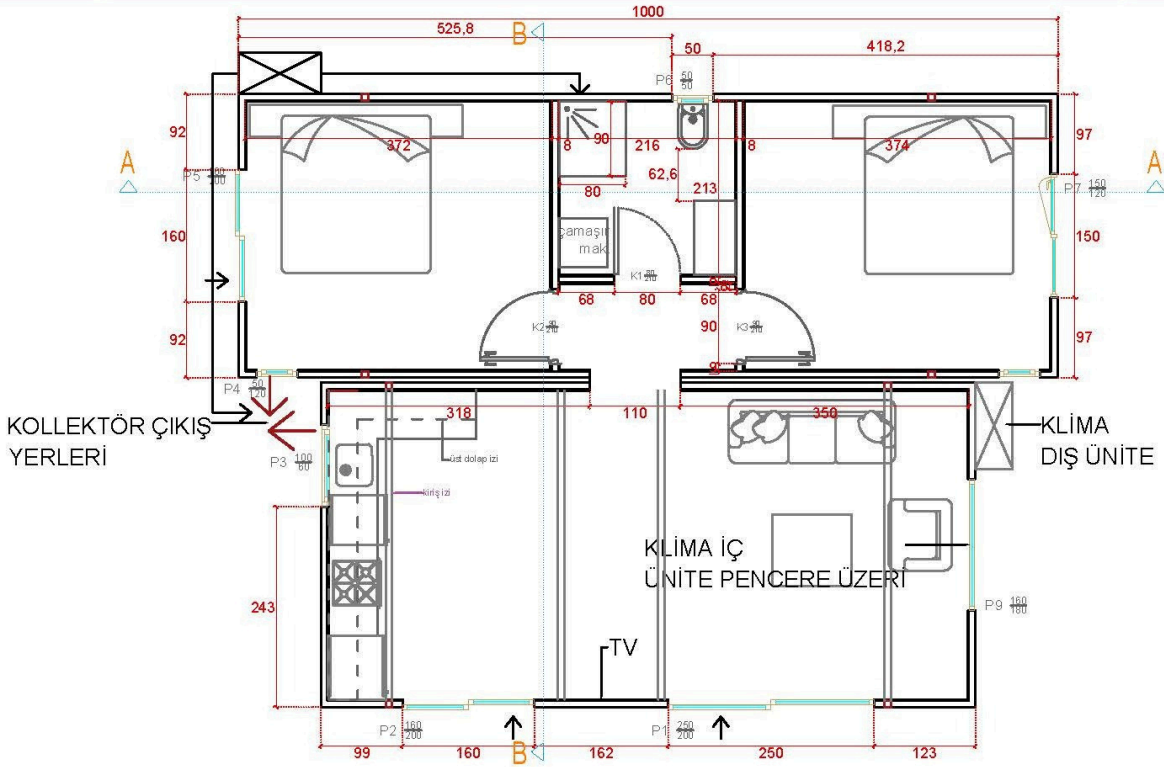 1000
525,8
B
50
418,2
P6 50/50
92
97
372
8
90
216
8
374
A
A
P5
200
62,6
P7 150/120
80
213
çamaşır
mak.
160
150
K1 80/210
68
80
68
K2 90/210
90
K3 90/210
92
97
P4 50/120
318
110
350
KOLLEKTÖR ÇIKIŞ
YERLERİ
KLİMA
DIŞ ÜNİTE
P3 100/60
üst dolap izi
kiriş izi
KLİMA İÇ
ÜNİTE PENCERE ÜZERİ
243
P9 160/180
TV
P2 160/200
P1 250/200
99
160
B
162
250
123